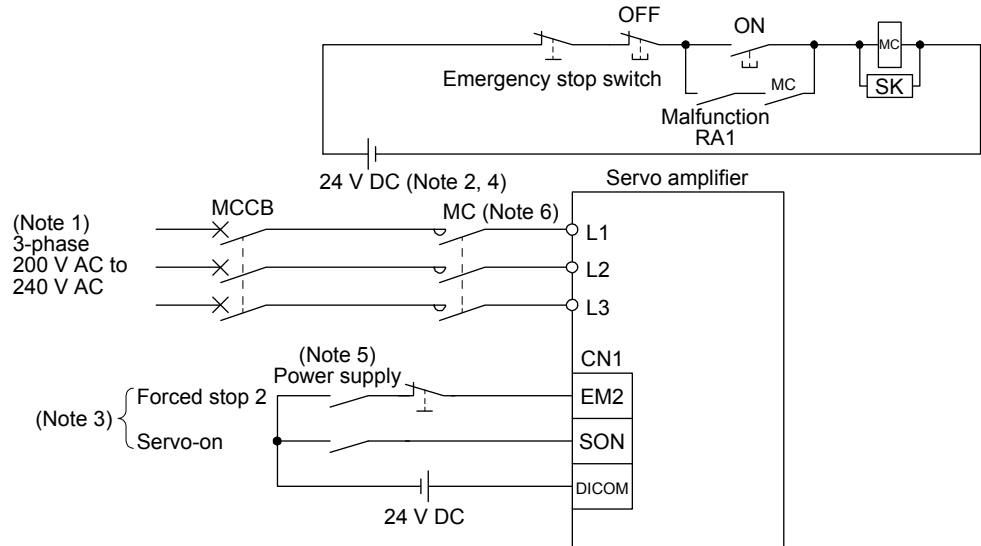 OFF
ON
MC
Emergency stop switch
MC
SK
Malfunction
RA1
24 V DC (Note 2, 4)
Servo amplifier
(Note 1)
3-phase
200 V AC to
240 V AC
MCCB
MC (Note 6)
L1
L2
L3
CN1
(Note 5)
Power supply
(Note 3)
Forced stop 2
EM2
Servo-on
SON
DICOM
24 V DC